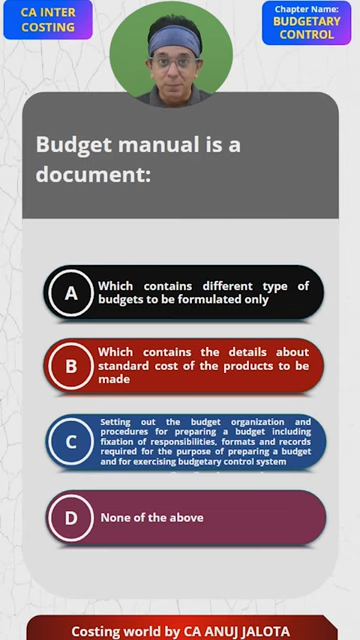 CA INTER
COSTING
Chapter Name:
BUDGETARY
CONTROL
Budget manual is a
document:
A
Which contains different type of
budgets to be formulated only
B
Which contains the details about
standard cost of the products to be
made
C
Setting out the budget organization and
procedures for preparing a budget including
fixation of responsibilities, formats and records
required for the purpose of preparing a budget
and for exercising budgetary control system
D
None of the above
Costing world by CA ANUJ JALOTA